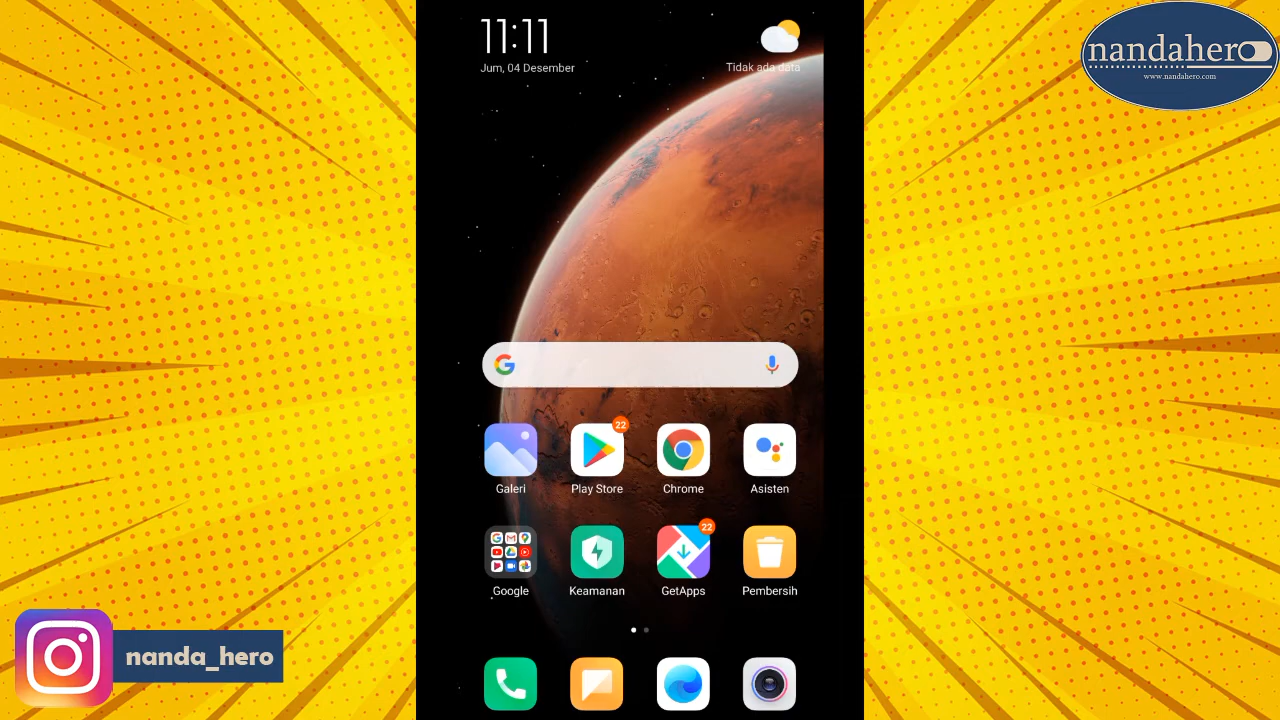 11:11
Jum, 04 Desember
Tidak ada data
nandahero
www.nandahero.com
22
Galeri
Play Store
Chrome
Asisten
22
Google
Keamanan
GetApps
Pembersih
nanda_hero